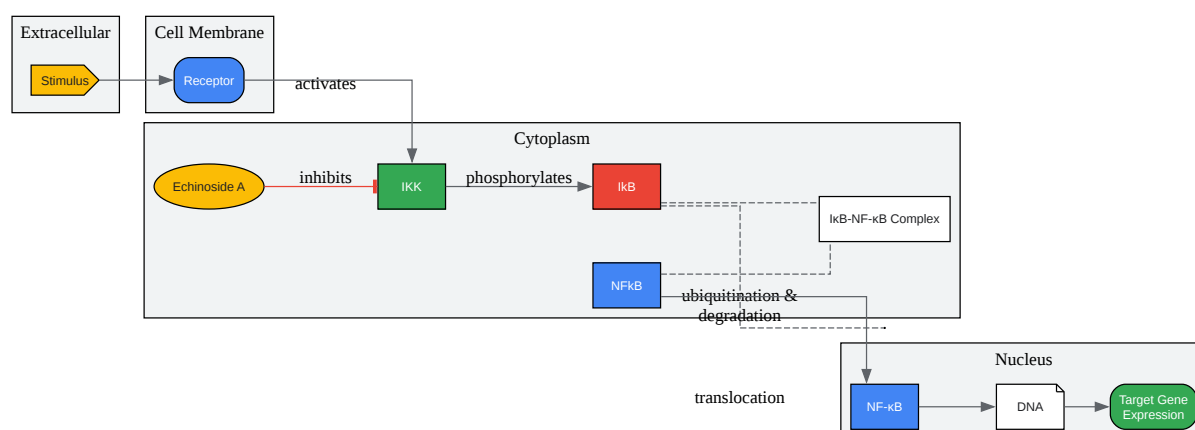 Extracellular
Cell Membrane
Stimulus
Receptor
activates
Cytoplasm
Echinoside A
inhibits
IKK
phosphorylates
IkB
IκB-NF-κB Complex
NFkB
ubiquitination &
degradation
Nucleus
translocation
NF-κB
DNA
Target Gene
Expression